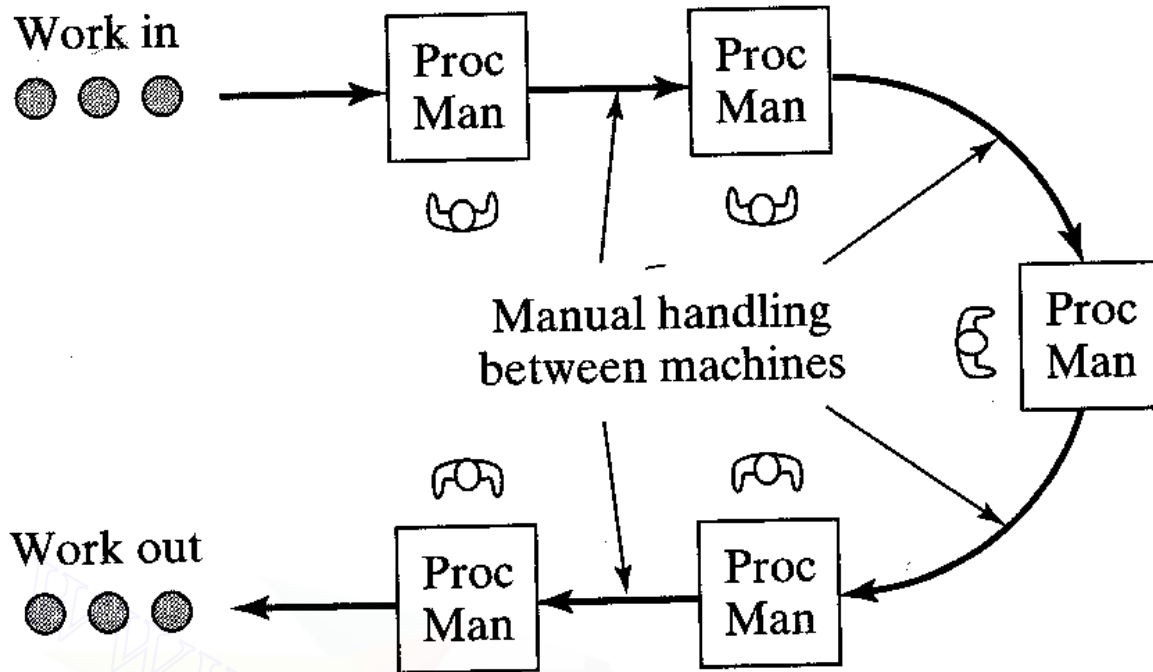 Work in
Proc
Man
Proc
Man
Proc
Man
Manual handling
between machines
Work out
Proc
Man
Proc
Man